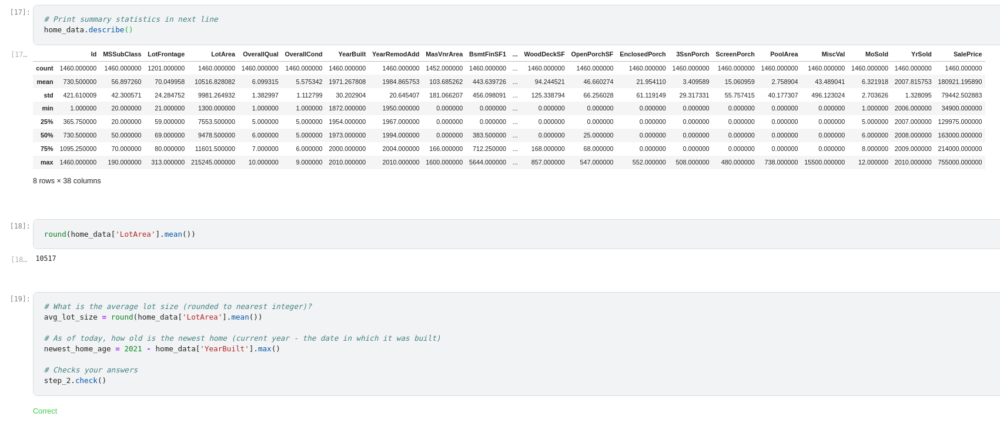 [17]:
# Print summary statistics in next line
home_data.describe()
[17…
Id MSSubClass LotFrontage LotArea OverallQual OverallCond YearBuilt YearRemodAdd MasVnrArea BsmtFinSF1 ... WoodDeckSF OpenPorchSF EnclosedPorch 3SsnPorch ScreenPorch PoolArea MiscVal MoSold YrSold SalePrice
count 1460.000000 1460.000000 1201.000000 1460.000000 1460.000000 1460.000000 1460.000000 1460.000000 1452.000000 1460.000000 ... 1460.000000 1460.000000 1460.000000 1460.000000 1460.000000 1460.000000 1460.000000 1460.000000 1460.000000 1460.000000
mean 730.500000 56.897260 70.049958 10516.828082 6.099315 5.575342 1971.267808 1984.865753 103.685262 443.639726 ... 94.244521 46.660274 21.954110 3.409589 15.060959 2.758904 43.489041 6.321918 2007.815753 180921.195890
std 421.610009 42.300571 24.284752 9981.264932 1.382997 1.112799 30.202904 20.645407 181.066207 456.098091 ... 125.338794 66.256028 61.119149 29.317331 55.757415 40.177307 496.123024 2.703626 1.328095 79442.502883
min 1.000000 20.000000 21.000000 1300.000000 1.000000 1.000000 1872.000000 1950.000000 0.000000 0.000000 ... 0.000000 0.000000 0.000000 0.000000 0.000000 0.000000 0.000000 1.000000 2006.000000 34900.000000
25% 365.750000 20.000000 59.000000 7553.500000 5.000000 5.000000 1954.000000 1967.000000 0.000000 0.000000 ... 0.000000 0.000000 0.000000 0.000000 0.000000 0.000000 0.000000 5.000000 2007.000000 129975.000000
50% 730.500000 50.000000 69.000000 9478.500000 6.000000 5.000000 1973.000000 1994.000000 0.000000 383.500000 ... 0.000000 25.000000 0.000000 0.000000 0.000000 0.000000 0.000000 6.000000 2008.000000 163000.000000
75% 1095.250000 70.000000 80.000000 11601.500000 7.000000 6.000000 2000.000000 2004.000000 166.000000 712.250000 ... 168.000000 68.000000 0.000000 0.000000 0.000000 0.000000 0.000000 8.000000 2009.000000 214000.000000
max 1460.000000 190.000000 313.000000 215245.000000 10.000000 9.000000 2010.000000 2010.000000 1600.000000 5644.000000 ... 857.000000 547.000000 552.000000 508.000000 480.000000 738.000000 15500.000000 12.000000 2010.000000 755000.000000
8 rows × 38 columns
[18]:
round(home_data['LotArea'].mean())
[18…
10517
[19]:
# What is the average lot size (rounded to nearest integer)?
avg_lot_size = round(home_data['LotArea'].mean())
# As of today, how old is the newest home (current year - the date in which it was built)
newest_home_age = 2021 - home_data['YearBuilt'].max()
# Checks your answers
step_2.check()
Correct